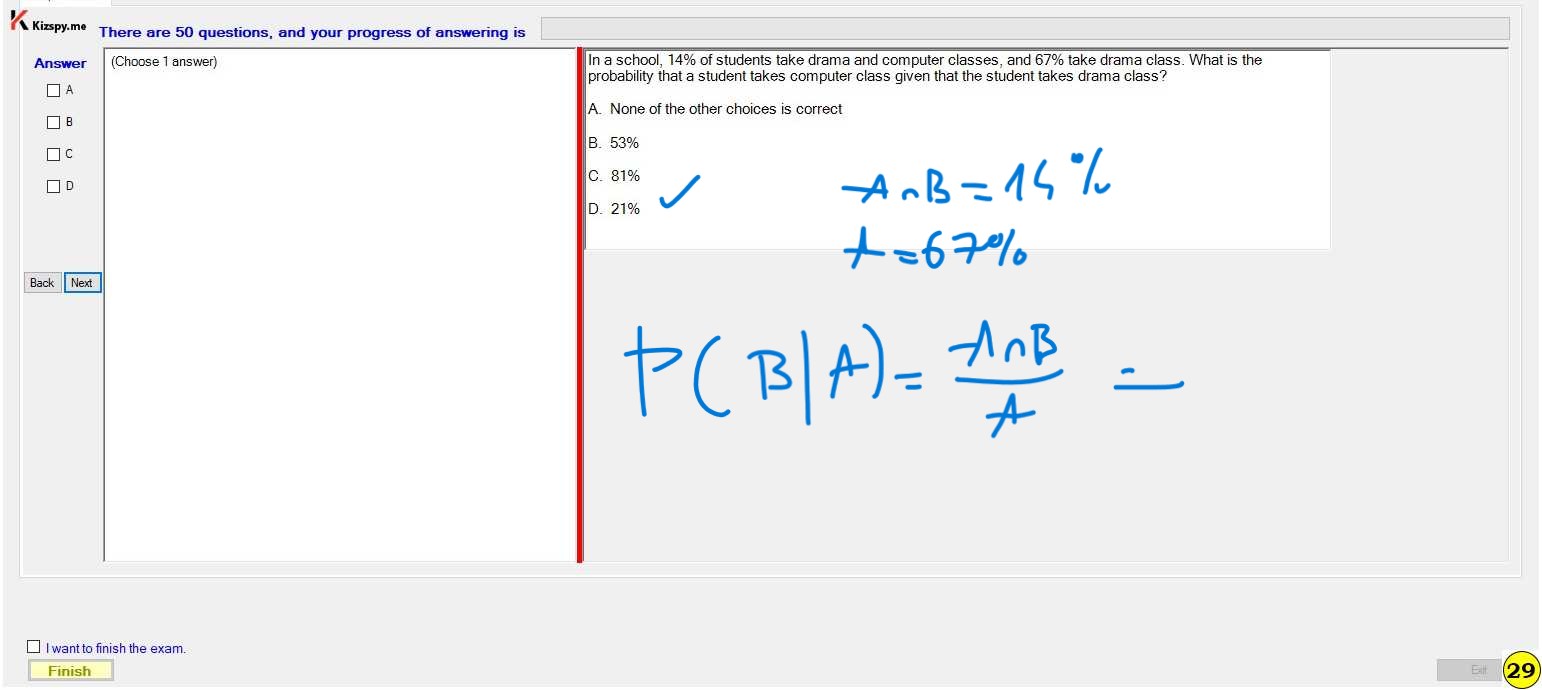 Kizspy.me
There are 50 questions, and your progress of answering is
Answer
A
B
C
D
Back
Next
(Choose 1 answer)
In a school, 14% of students take drama and computer classes, and 67% take drama class. What is the
probability that a student takes computer class given that the student takes drama class?
A. None of the other choices is correct
B. 53%
C. 81%
D. 21%
A∩B = 14%
A = 67%
P(B|A) = A∩B / A =
I want to finish the exam.
Finish
Exit
29